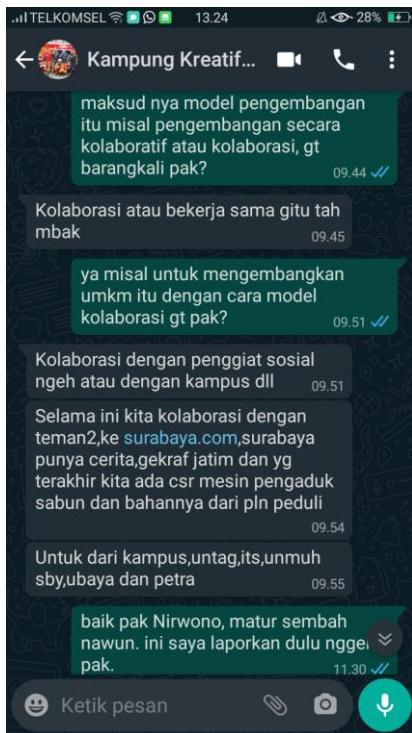 TELKOMSEL 13.24 28%
Kampung Kreatif...
maksud nya model pengembangan
itu misal pengembangan secara
kolaboratif atau kolaborasi, gt
barangkali pak?
09.44
Kolaborasi atau bekerja sama gitu tah
mbak
09.45
ya misal untuk mengembangkan
umkm itu dengan cara model
kolaborasi gt pak?
09.51
Kolaborasi dengan penggiat sosial
ngeh atau dengan kampus dll
09.51
Selama ini kita kolaborasi dengan
teman2,ke surabaya.com,surabaya
punya cerita,gekraf jatim dan yg
terakhir kita ada csr mesin pengaduk
sabun dan bahannya dari pln peduli
09.54
Untuk dari kampus,untag,its,unmuh
sby,ubaya dan petra
09.55
baik pak Nirwono, matur sembah
nawun. ini saya laporkan dulu
pak.
11.30
Ketik pesan